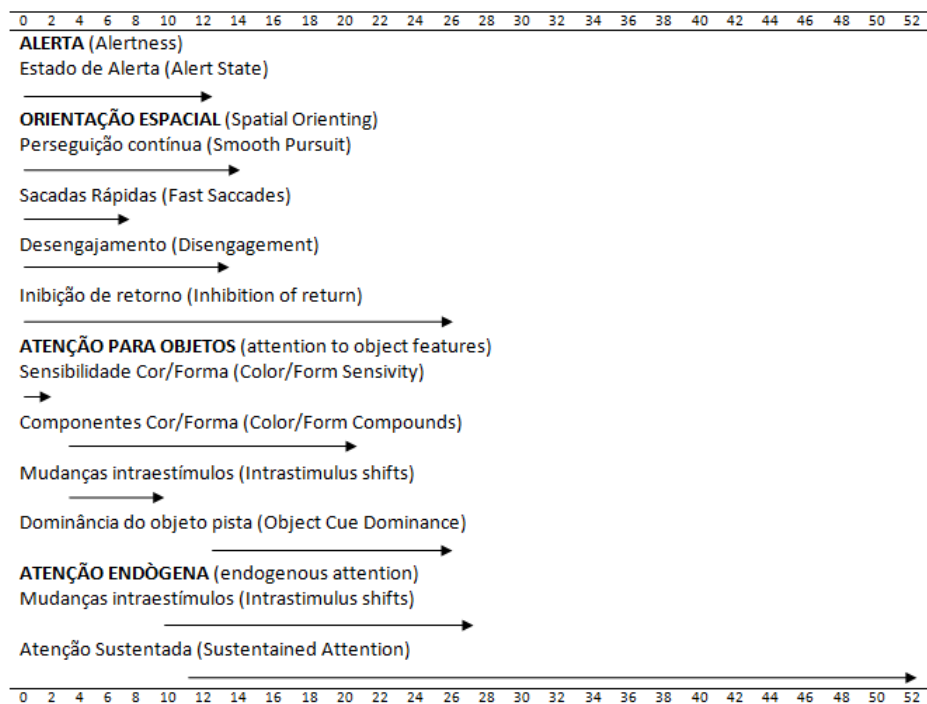 0 2 4 6 8 10 12 14 16 18 20 22 24 26 28 30 32 34 36 38 40 42 44 46 48 50 52
ALERTA (Alertness)
Estado de Alerta (Alert State)
ORIENTAÇÃO ESPACIAL (Spatial Orienting)
Perseguição contínua (Smooth Pursuit)
Sacadas Rápidas (Fast Saccades)
Desengajamento (Disengagement)
Inibição de retorno (Inhibition of return)
ATENÇÃO PARA OBJETOS (attention to object features)
Sensibilidade Cor/Forma (Color/Form Sensivity)
Componentes Cor/Forma (Color/Form Compounds)
Mudanças intraestímulos (Intrastimulus shifts)
Dominância do objeto pista (Object Cue Dominance)
ATENÇÃO ENDÒGENA (endogenous attention)
Mudanças intraestímulos (Intrastimulus shifts)
Atenção Sustentada (Sustained Attention)
0 2 4 6 8 10 12 14 16 18 20 22 24 26 28 30 32 34 36 38 40 42 44 46 48 50 52